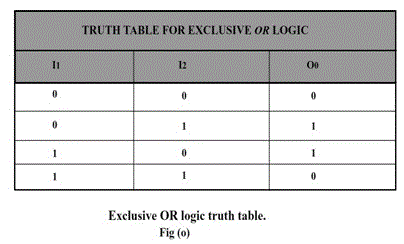 TRUTH TABLE FOR EXCLUSIVE OR LOGIC
I1 I2 O0
0 0 0
0 1 1
1 0 1
1 1 0
Exclusive OR logic truth table.
Fig (o)